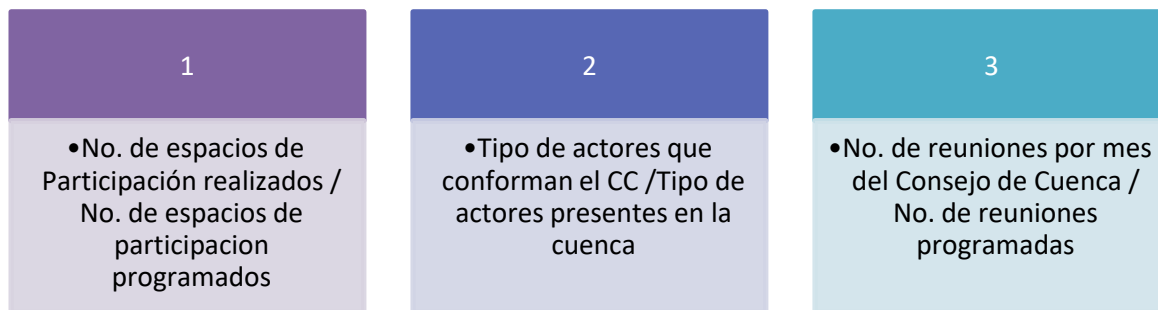 1
•No. de espacios de
Participación realizados /
No. de espacios de
participacion
programados
2
•Tipo de actores que
conforman el CC /Tipo de
actores presentes en la
cuenca
3
•No. de reuniones por mes
del Consejo de Cuenca /
No. de reuniones
programadas